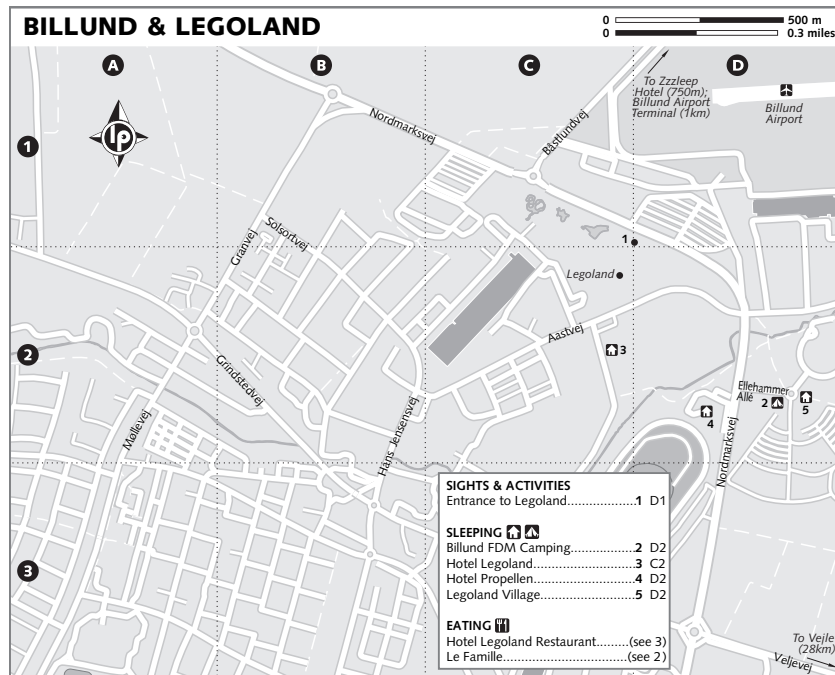 BILLUND & LEGOLAND
0 500 m
0 0.3 miles
A B C D
To Zzzleep
Hotel (750m);
Billund Airport
Terminal (1km)
Billund
Airport
lp
1
Nordmarksvej
Båstlundvej
Solsortvej
Granvej
1
Legoland
2
Aastvej
3
Grindstedvej
Ellehammer
Allé
2
5
4
Møllevej
Hans Jensensvej
Nordmarksvej
3
SIGHTS & ACTIVITIES
Entrance to Legoland..................1 D1
SLEEPING
Billund FDM Camping.................2 D2
Hotel Legoland...........................3 C2
Hotel Propellen...........................4 D2
Legoland Village.........................5 D2
EATING
Hotel Legoland Restaurant.........(see 3)
Le Famille...................................(see 2)
To Vejle
(28km)
Vejlevej